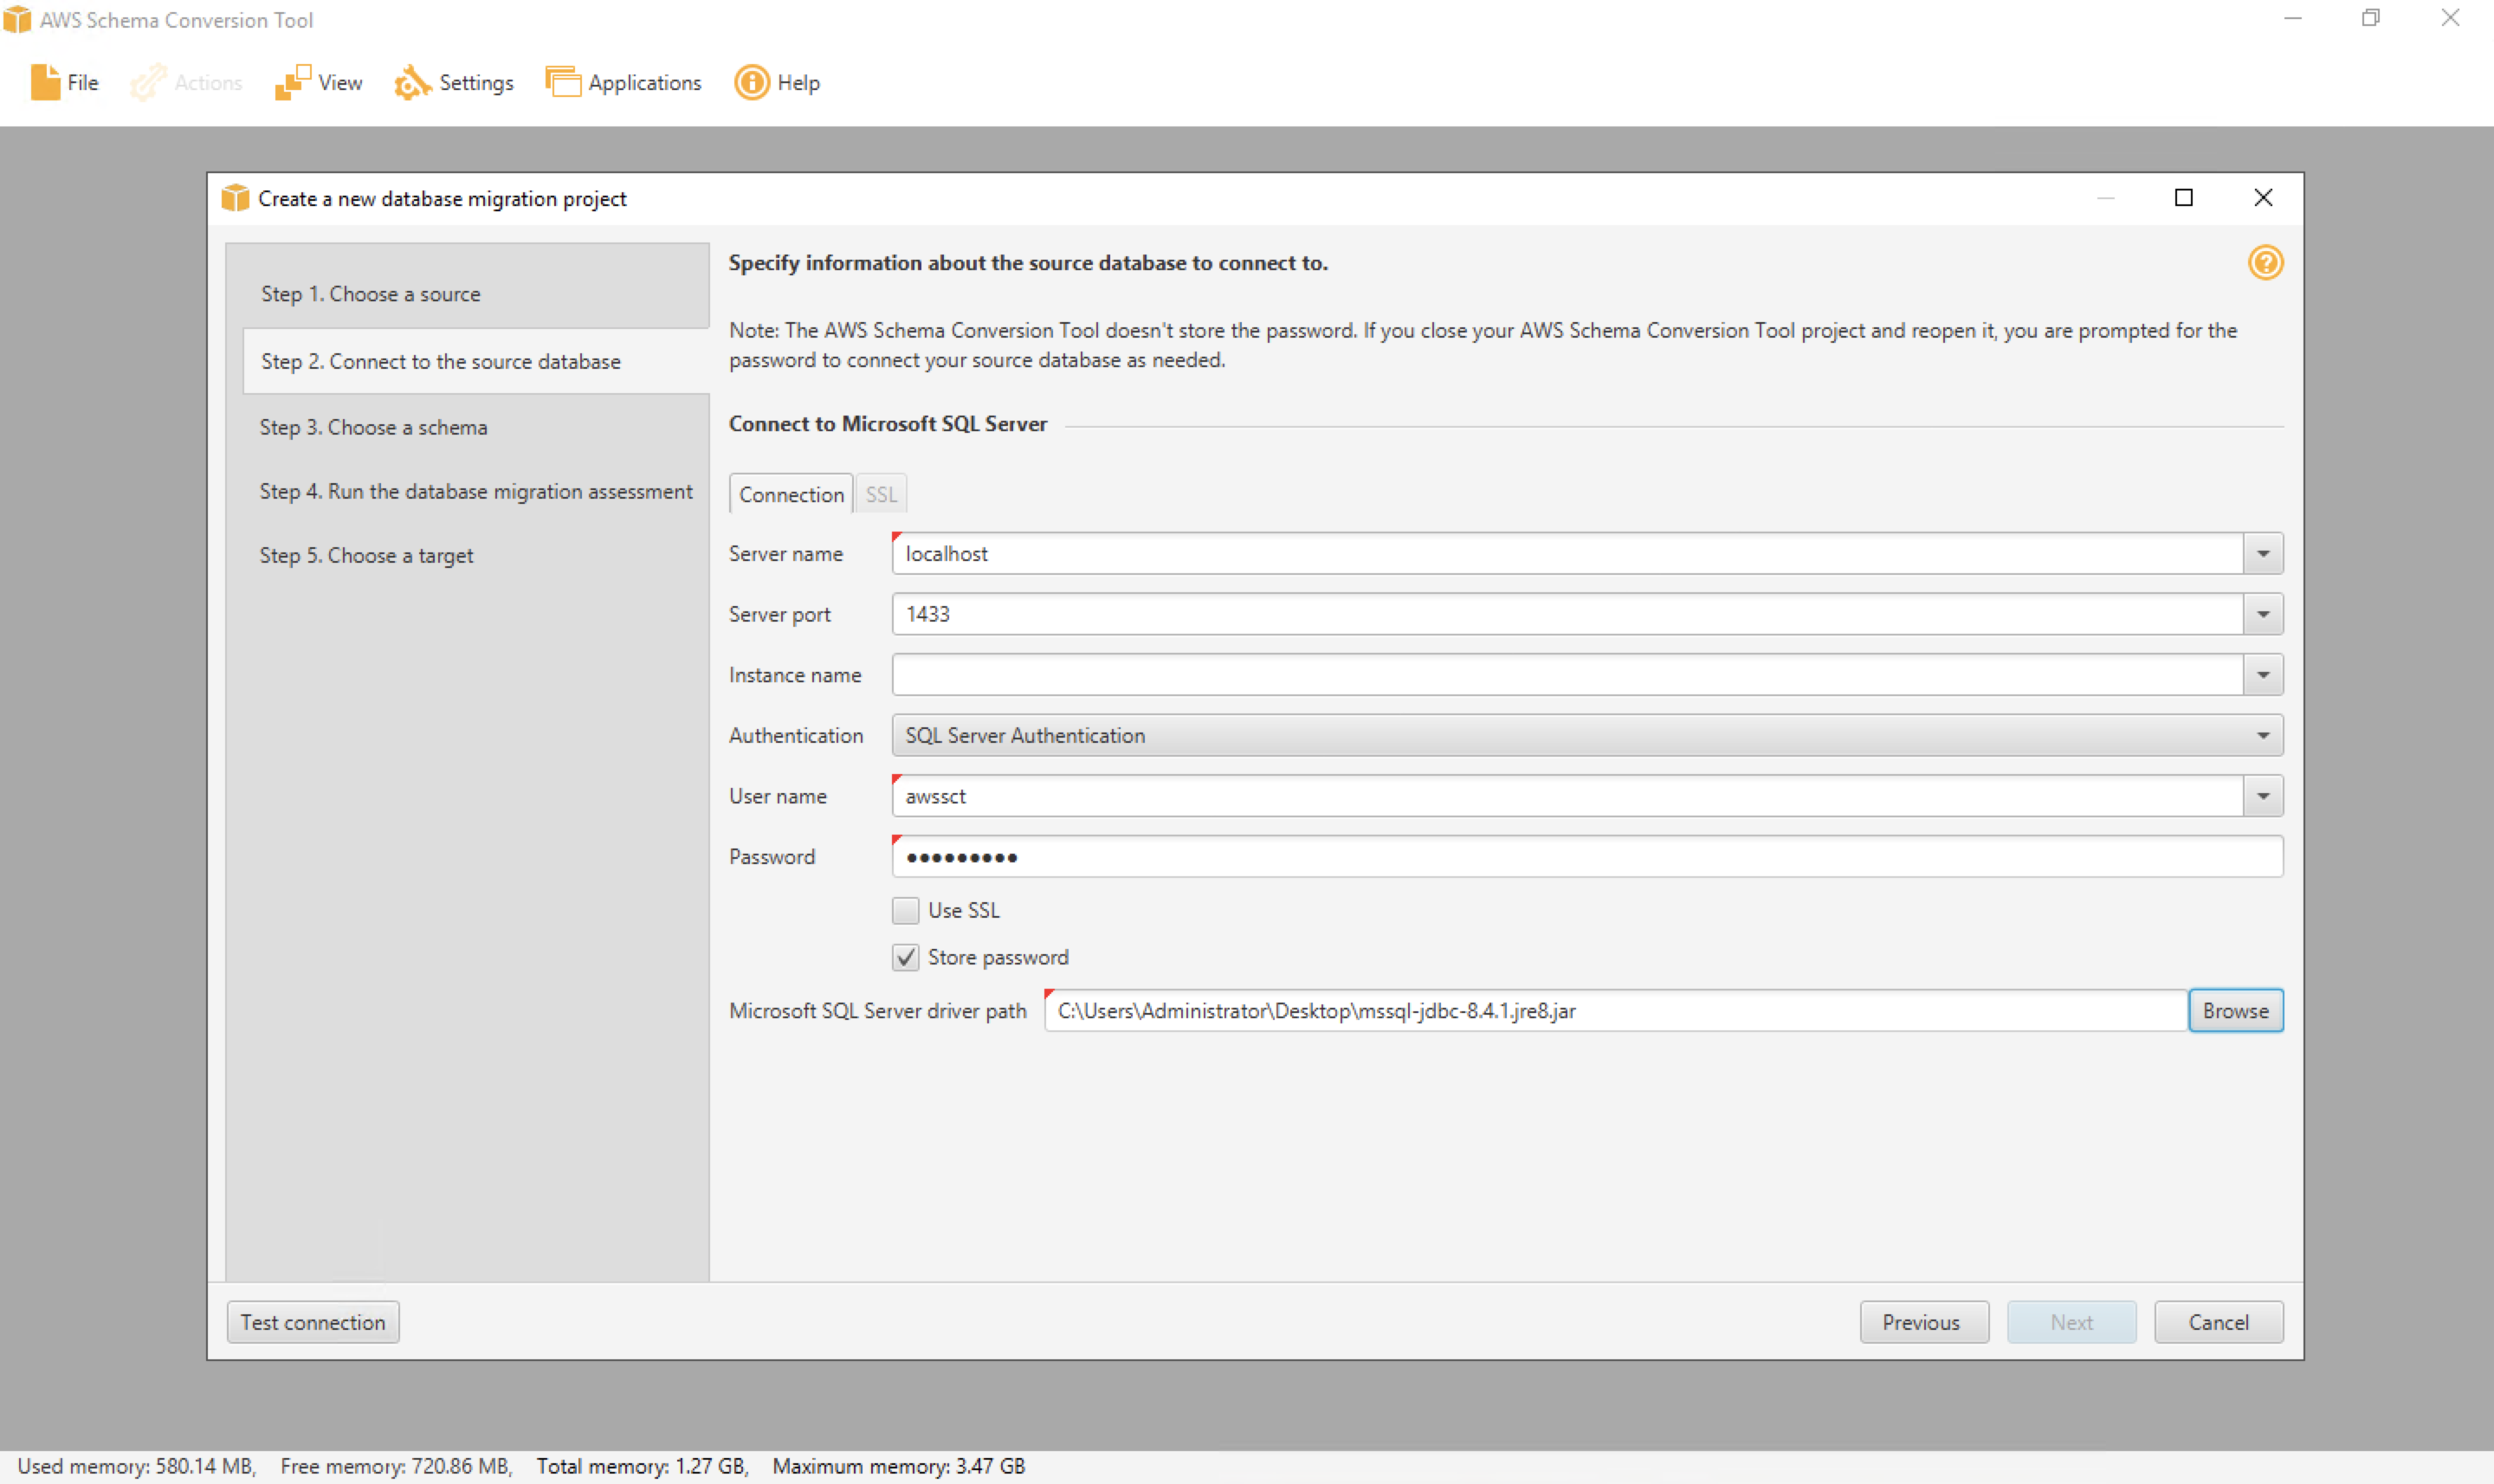 AWS Schema Conversion Tool
File Actions View Settings Applications Help
Create a new database migration project
Step 1. Choose a source
Step 2. Connect to the source database
Step 3. Choose a schema
Step 4. Run the database migration assessment
Step 5. Choose a target
Specify information about the source database to connect to.
Note: The AWS Schema Conversion Tool doesn't store the password. If you close your AWS Schema Conversion Tool project and reopen it, you are prompted for the
password to connect your source database as needed.
Connect to Microsoft SQL Server
Connection SSL
Server name localhost
Server port 1433
Instance name
Authentication SQL Server Authentication
User name awssct
Password •••••••••
Use SSL
Store password
Microsoft SQL Server driver path C:\Users\Administrator\Desktop\mssql-jdbc-8.4.1.jre8.jar Browse
Test connection Previous Next Cancel
Used memory: 580.14 MB, Free memory: 720.86 MB, Total memory: 1.27 GB, Maximum memory: 3.47 GB